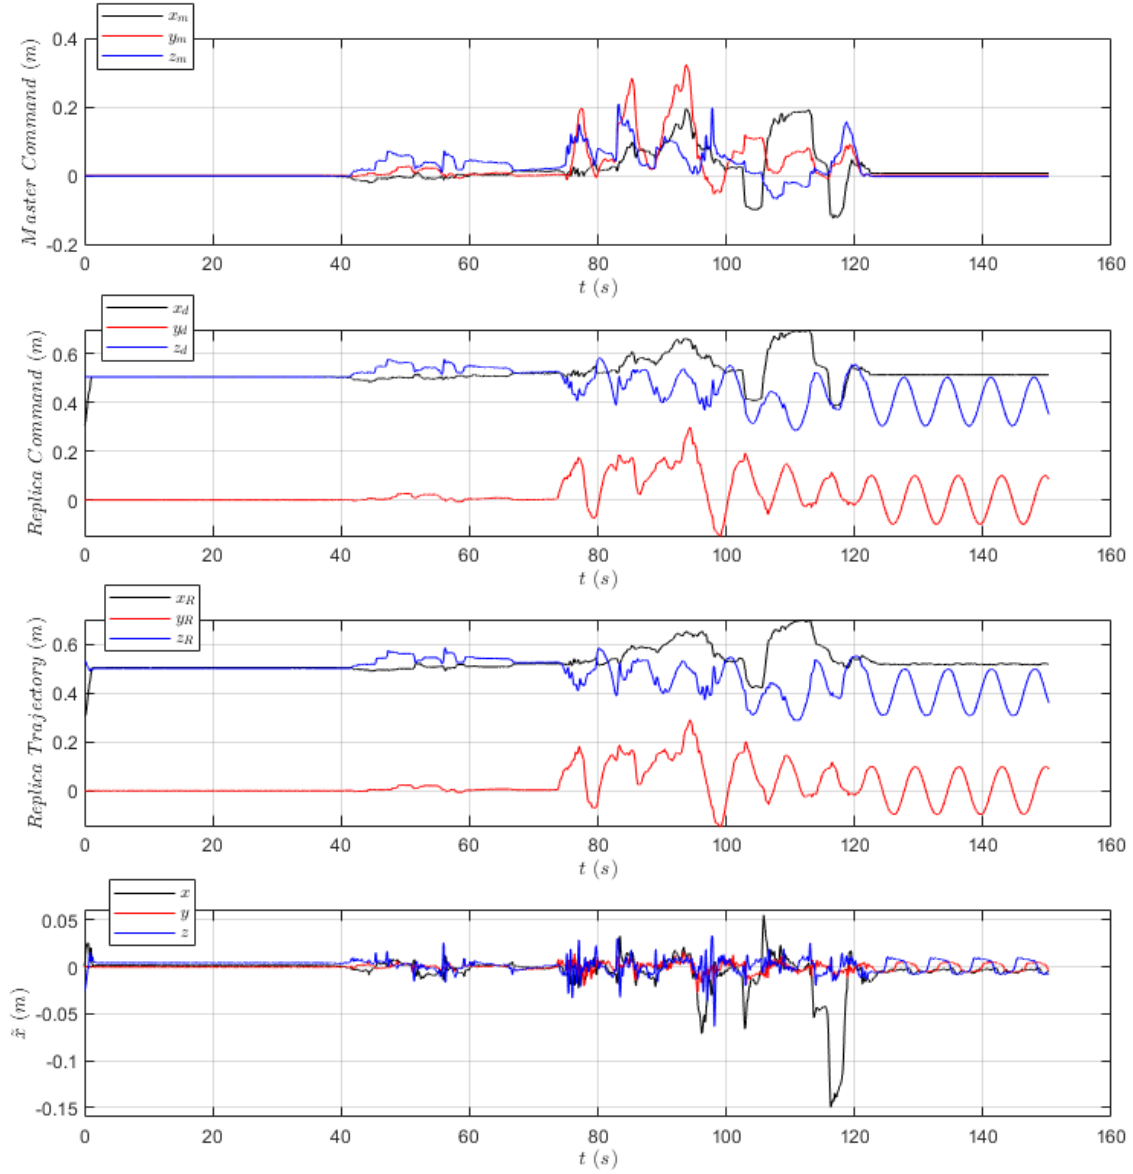 x_m
y_m
z_m
Master Command (m)
0.4
0.2
0
-0.2
0 20 40 60 80 100 120 140 160
t (s)
x_d
y_d
z_d
Replica Command (m)
0.6
0.4
0.2
0
0 20 40 60 80 100 120 140 160
t (s)
x_R
y_R
z_R
Replica Trajectory (m)
0.6
0.4
0.2
0
0 20 40 60 80 100 120 140 160
t (s)
x
y
z
x̃ (m)
0.05
0
-0.05
-0.1
-0.15
0 20 40 60 80 100 120 140 160
t (s)